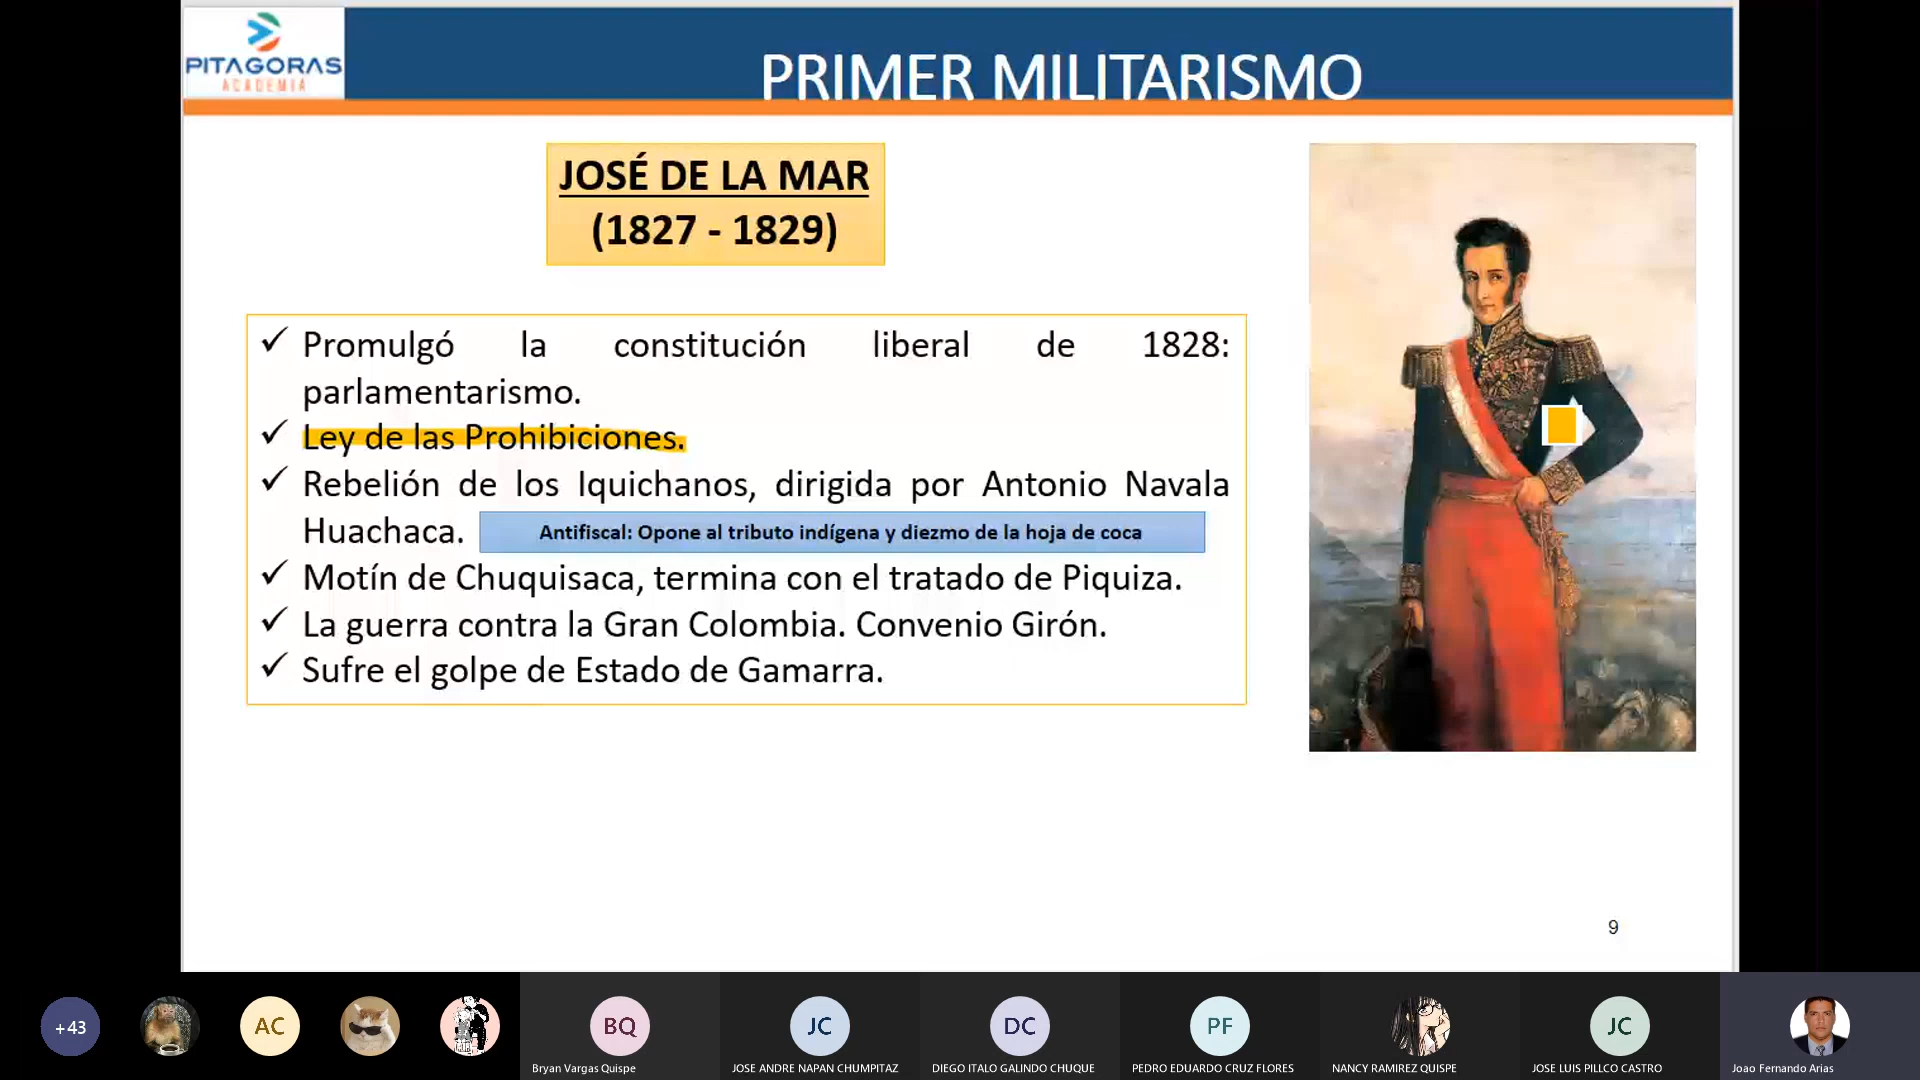 PITAGORAS
ACADEMIA
PRIMER MILITARISMO
JOSÉ DE LA MAR
(1827 - 1829)
✓ Promulgó la constitución liberal de 1828:
parlamentarismo.
✓ Ley de las Prohibiciones.
✓ Rebelión de los Iquichanos, dirigida por Antonio Navala
Huachaca. Antifiscal: Opone al tributo indígena y diezmo de la hoja de coca
✓ Motín de Chuquisaca, termina con el tratado de Piquiza.
✓ La guerra contra la Gran Colombia. Convenio Girón.
✓ Sufre el golpe de Estado de Gamarra.
9
+43
AC
BQ
JC
DC
PF
JC
Bryan Vargas Quispe
JOSE ANDRE NAPAN CHUMPITAZ
DIEGO ITALO GALINDO CHUQUE
PEDRO EDUARDO CRUZ FLORES
NANCY RAMIREZ QUISPE
JOSE LUIS PILLCO CASTRO
Joao Fernando Arias